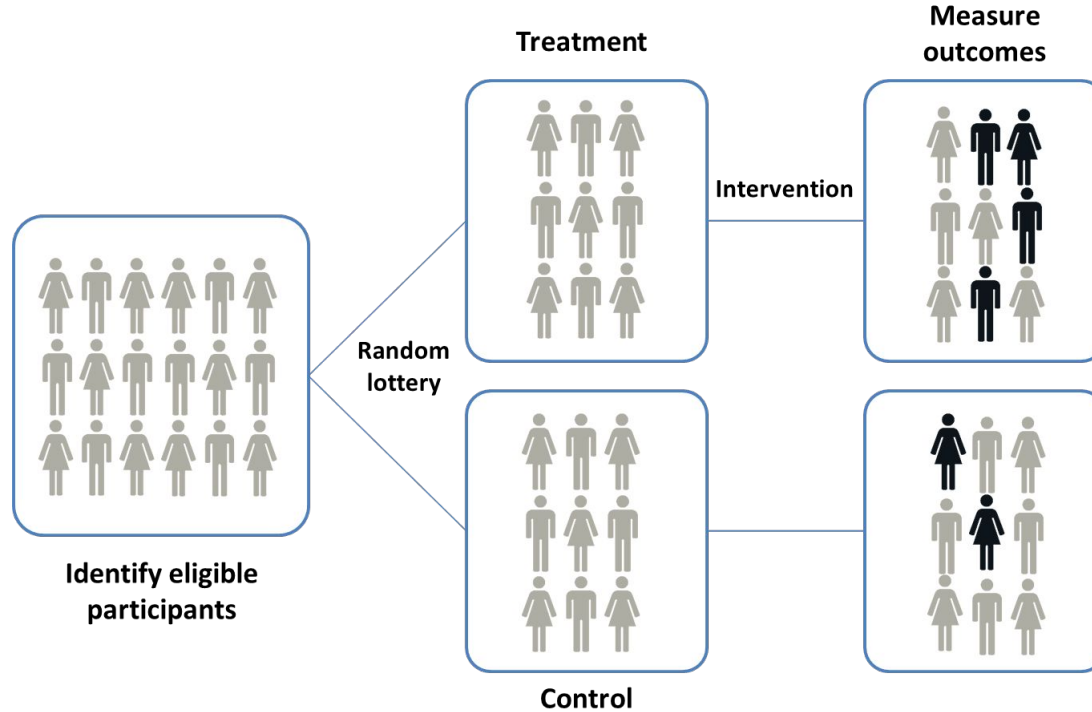 Treatment
Measure
outcomes
Intervention
Random
lottery
Identify eligible
participants
Control